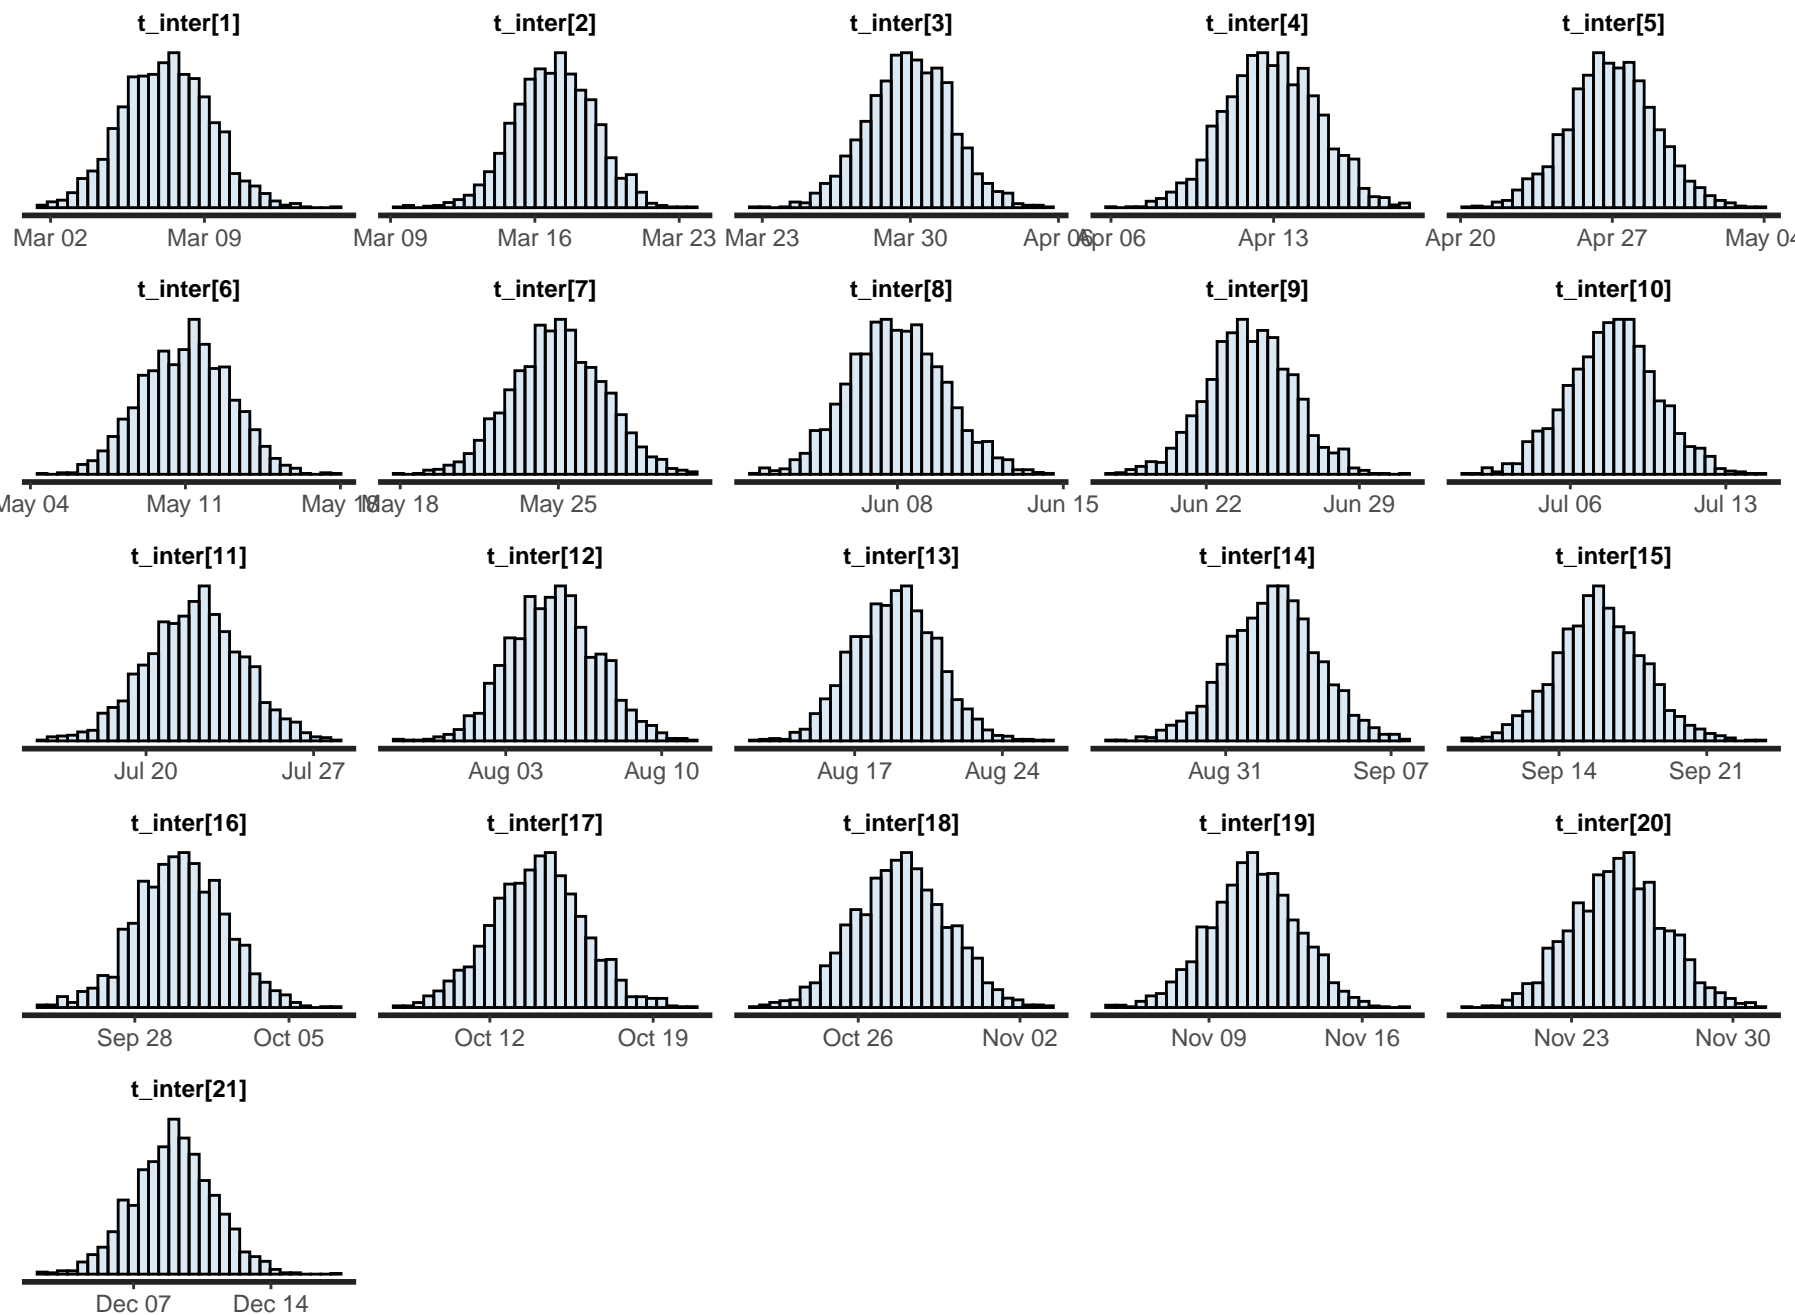 t_inter[1] t_inter[2] t_inter[3] t_inter[4] t_inter[5]
Mar 02 Mar 09 Mar 09 Mar 16 Mar 23 Mar 23 Mar 30 Apr 06 Apr 06 Apr 13 Apr 20 Apr 27 May 04
t_inter[6] t_inter[7] t_inter[8] t_inter[9] t_inter[10]
May 04 May 11 May 18 May 18 May 25 Jun 08 Jun 15 Jun 22 Jun 29 Jul 06 Jul 13
t_inter[11] t_inter[12] t_inter[13] t_inter[14] t_inter[15]
Jul 20 Jul 27 Aug 03 Aug 10 Aug 17 Aug 24 Aug 31 Sep 07 Sep 14 Sep 21
t_inter[16] t_inter[17] t_inter[18] t_inter[19] t_inter[20]
Sep 28 Oct 05 Oct 12 Oct 19 Oct 26 Nov 02 Nov 09 Nov 16 Nov 23 Nov 30
t_inter[21]
Dec 07 Dec 14